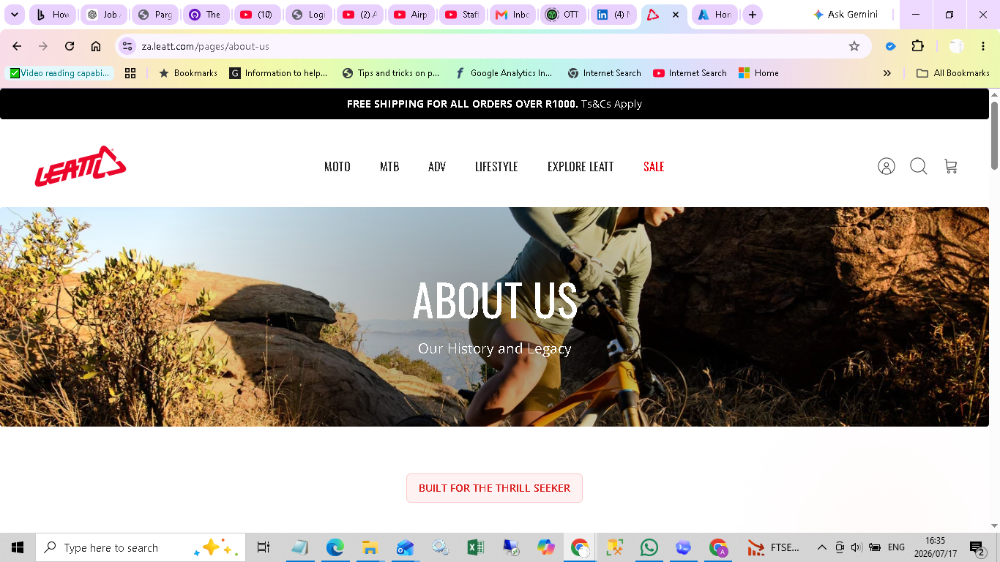 How
Job
Parg
The
(10)
Logi
(2) A
Airp
Staf
Inbc
OTT
(4) N
Hon
Ask Gemini
za.leatt.com/pages/about-us
Video reading capabi...
Bookmarks
Information to help...
Tips and tricks on p...
Google Analytics In...
Internet Search
Internet Search
Home
All Bookmarks
FREE SHIPPING FOR ALL ORDERS OVER R1000. Ts&Cs Apply
LEATT
MOTO MTB ADV LIFESTYLE EXPLORE LEATT SALE
ABOUT US
Our History and Legacy
BUILT FOR THE THRILL SEEKER
Type here to search
FTSE...
ENG
16:35
2026/07/17
2